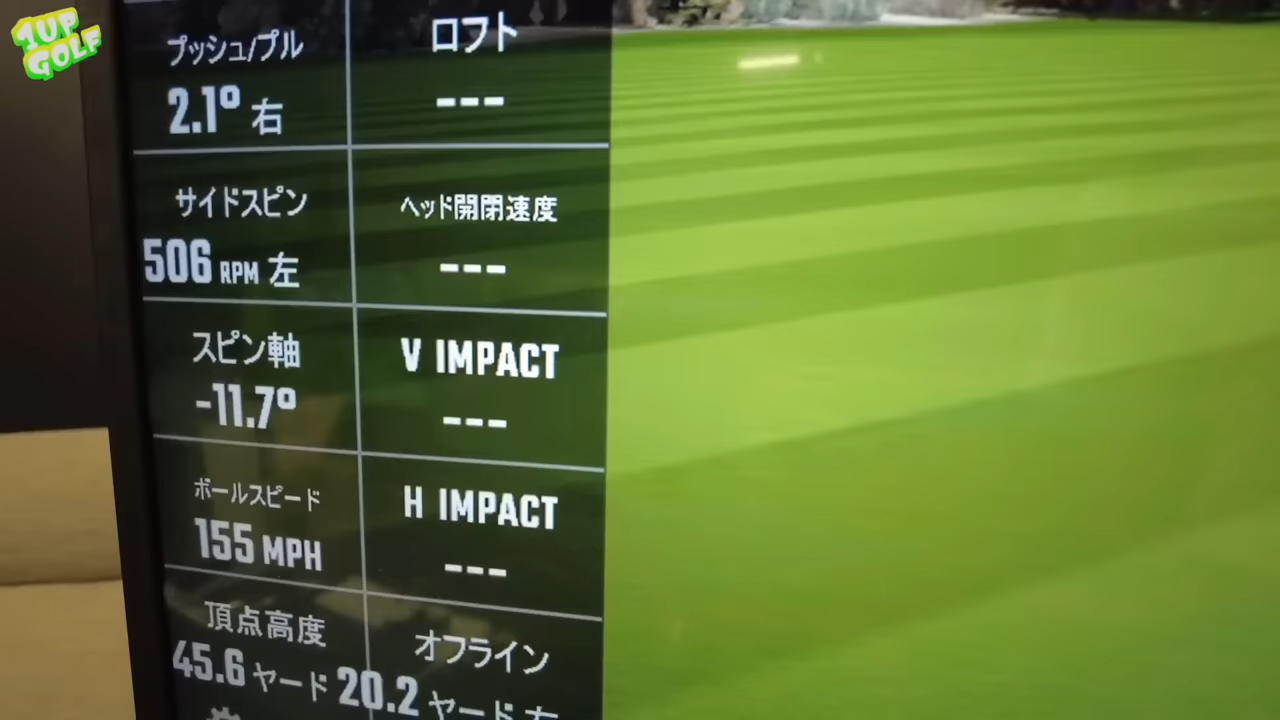 1UP
GOLF
プッシュ/プル
2.1° 右
ロフト
---
サイドスピン
506 RPM 左
ヘッド開閉速度
---
スピン軸
-11.7°
V IMPACT
---
ボールスピード
155 MPH
H IMPACT
---
頂点高度
45.6 ヤード
オフライン
20.2 ヤード